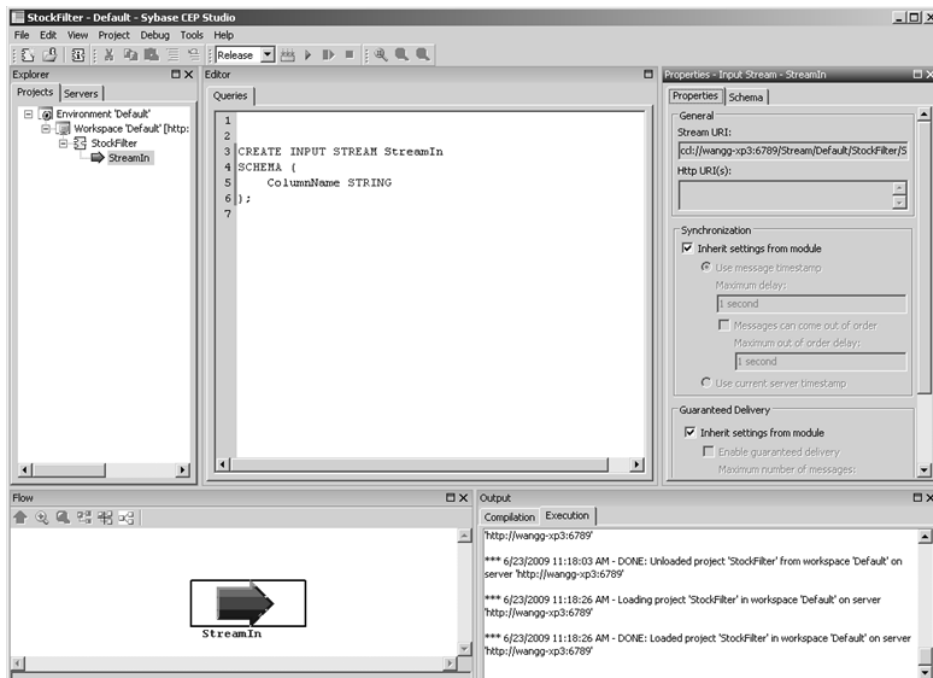 StockFilter - Default - Sybase CEP Studio
File Edit View Project Debug Tools Help
Release
Explorer
Projects Servers
Environment 'Default'
Workspace 'Default' [http:
StockFilter
StreamIn
Editor
Queries
1
2
3 CREATE INPUT STREAM StreamIn
4 SCHEMA (
5 ColumnName STRING
6 );
7
Properties - Input Stream - StreamIn
Properties Schema
General
Stream URI:
ccl://wangg-xp3:6789/Stream/Default/StockFilter/S
Http URI(s):
Synchronization
Inherit settings from module
Use message timestamp
Maximum delay:
1 second
Messages can come out of order
Maximum out of order delay:
1 second
Use current server timestamp
Guaranteed Delivery
Inherit settings from module
Enable guaranteed delivery
Maximum number of messages:
Flow
StreamIn
Output
Compilation Execution
'http://wangg-xp3:6789'
*** 6/23/2009 11:18:03 AM - DONE: Unloaded project 'StockFilter' from workspace 'Default' on
server 'http://wangg-xp3:6789'
*** 6/23/2009 11:18:26 AM - Loading project 'StockFilter' in workspace 'Default' on server
'http://wangg-xp3:6789'
*** 6/23/2009 11:18:26 AM - DONE: Loaded project 'StockFilter' in workspace 'Default' on server
'http://wangg-xp3:6789'